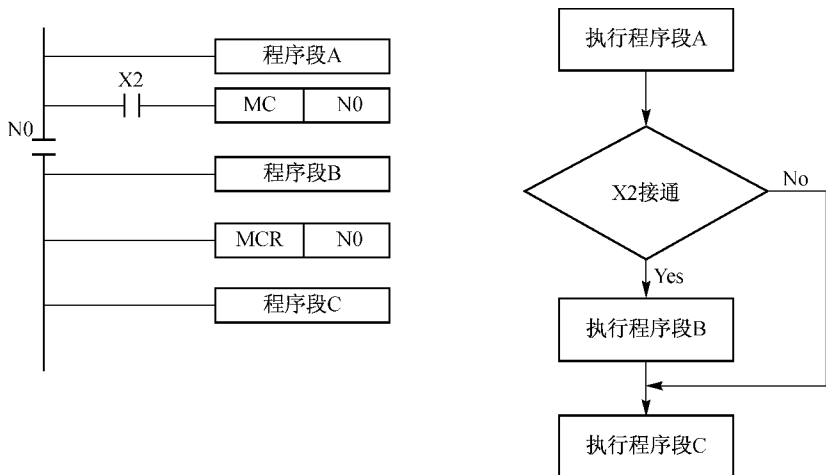 程序段A
X2
MC N0
N0
程序段B
MCR N0
程序段C
执行程序段A
X2接通
No
Yes
执行程序段B
执行程序段C